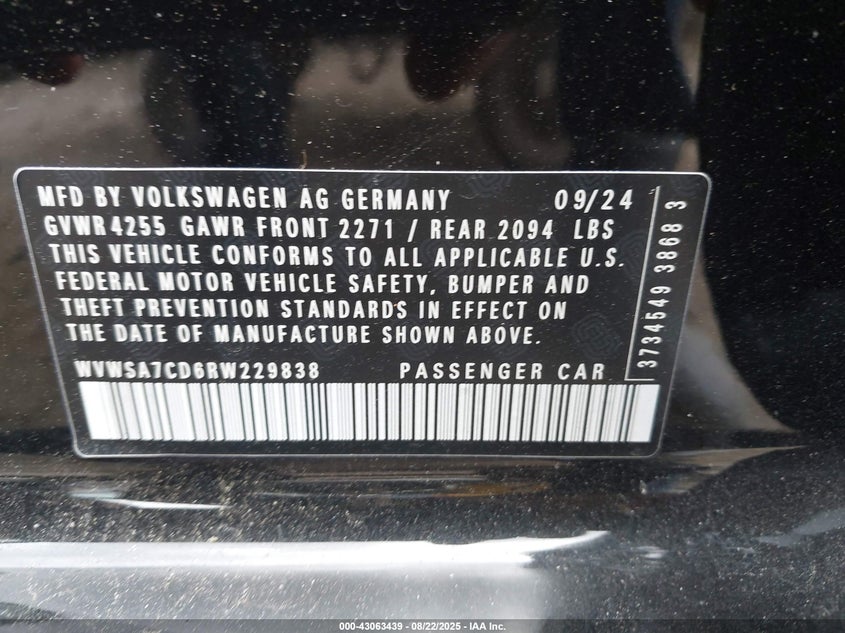 MFD BY VOLKSWAGEN AG GERMANY 09/24
GVWR 4255 GAWR FRONT 2271 / REAR 2094 LBS
THIS VEHICLE CONFORMS TO ALL APPLICABLE U.S.
FEDERAL MOTOR VEHICLE SAFETY, BUMPER AND
THEFT PREVENTION STANDARDS IN EFFECT ON
THE DATE OF MANUFACTURE SHOWN ABOVE.
WVWSA7CD6RW229838 PASSENGER CAR
3734549 3868 3
000-43063439 - 08/22/2025 - IAA Inc.